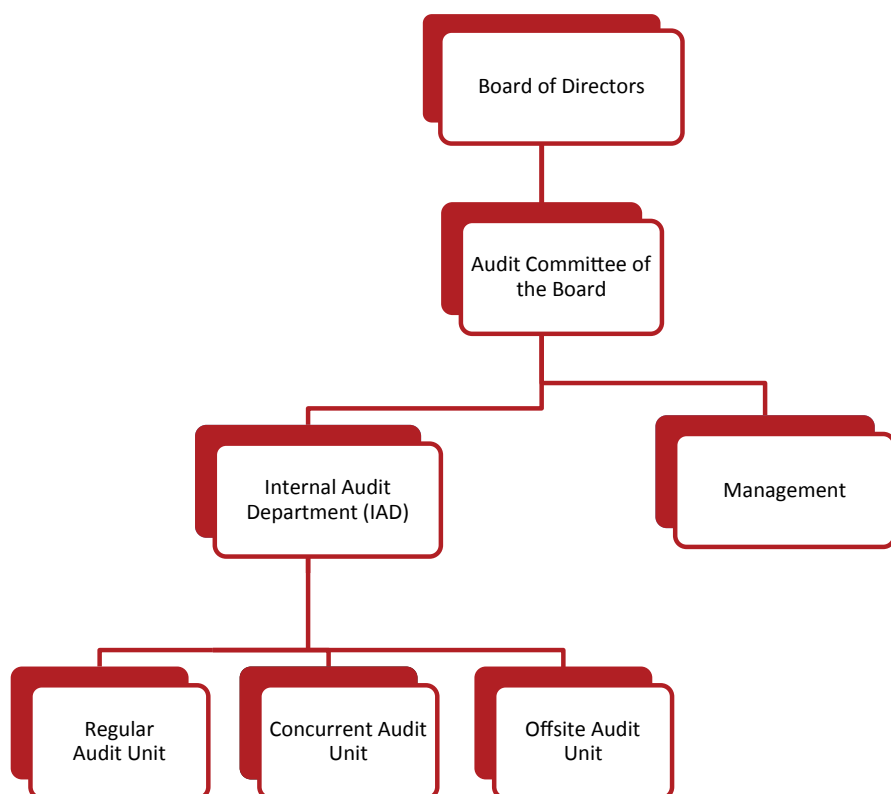 Board of Directors
Audit Committee of
the Board
Internal Audit
Department (IAD)
Management
Regular
Audit Unit
Concurrent Audit
Unit
Offsite Audit
Unit